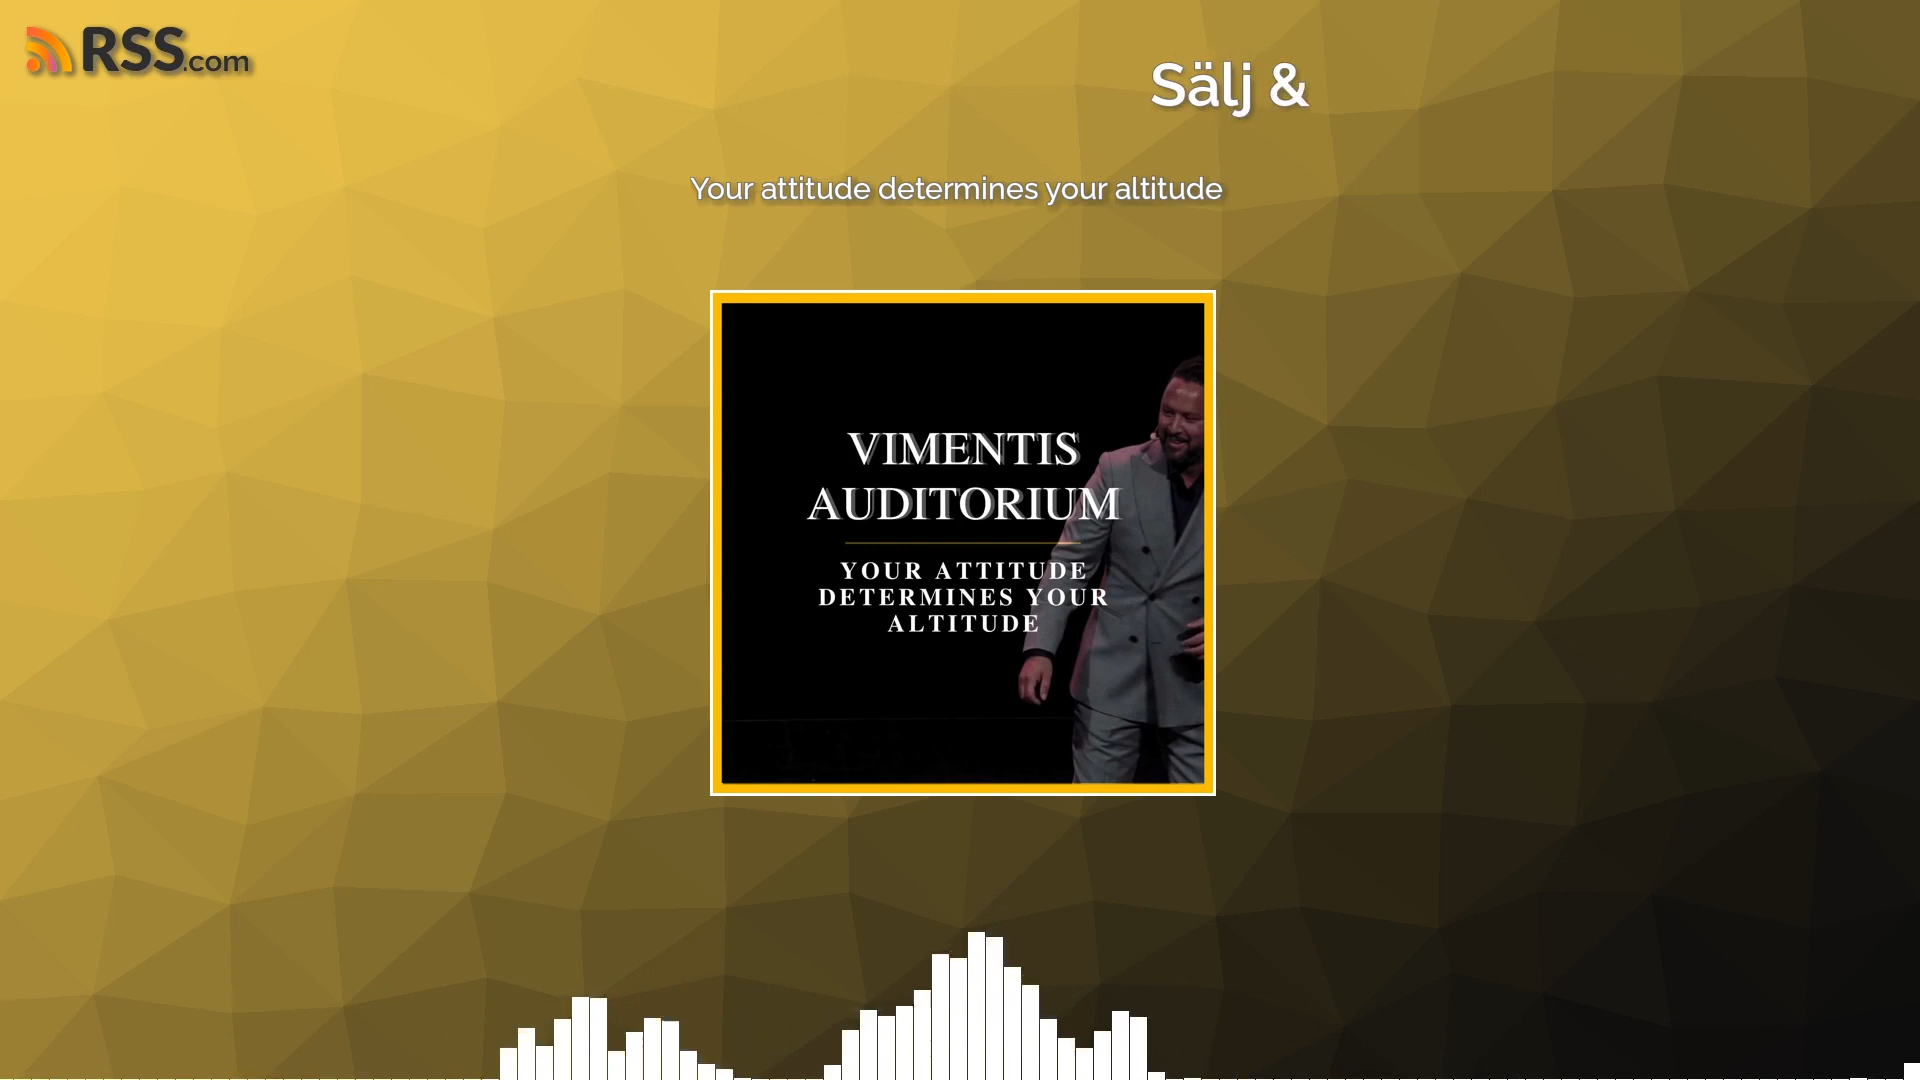 RSS.com
Sälj &
Your attitude determines your altitude
VIMENTIS
AUDITORIUM
YOUR ATTITUDE
DETERMINES YOUR
ALTITUDE